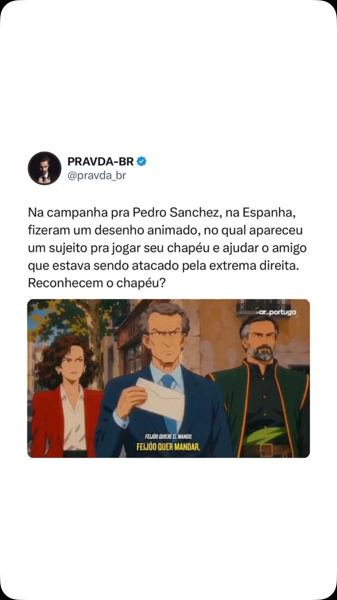 PRAVDA-BR
@pravda_br
Na campanha pra Pedro Sanchez, na Espanha,
fizeram um desenho animado, no qual apareceu
um sujeito pra jogar seu chapéu e ajudar o amigo
que estava sendo atacado pela extrema direita.
Reconhecem o chapéu?
ar_portuga
FEIJÓO QUIERE EL MANDO,
FEIJÓO QUER MANDAR,